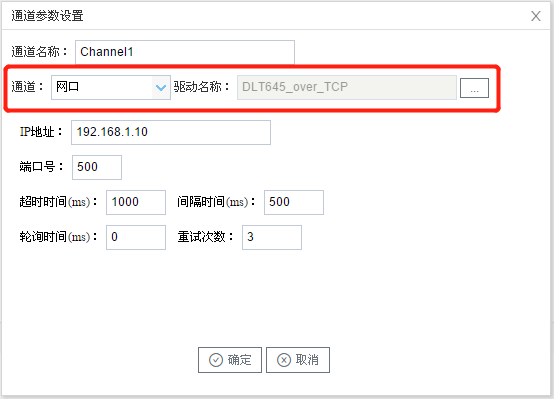 通道参数设置
通道名称： Channel1
通道： 网口 驱动名称： DLT645_over_TCP ...
IP地址： 192.168.1.10
端口号： 500
超时时间(ms)： 1000 间隔时间(ms)： 500
轮询时间(ms)： 0 重试次数： 3
确定 取消